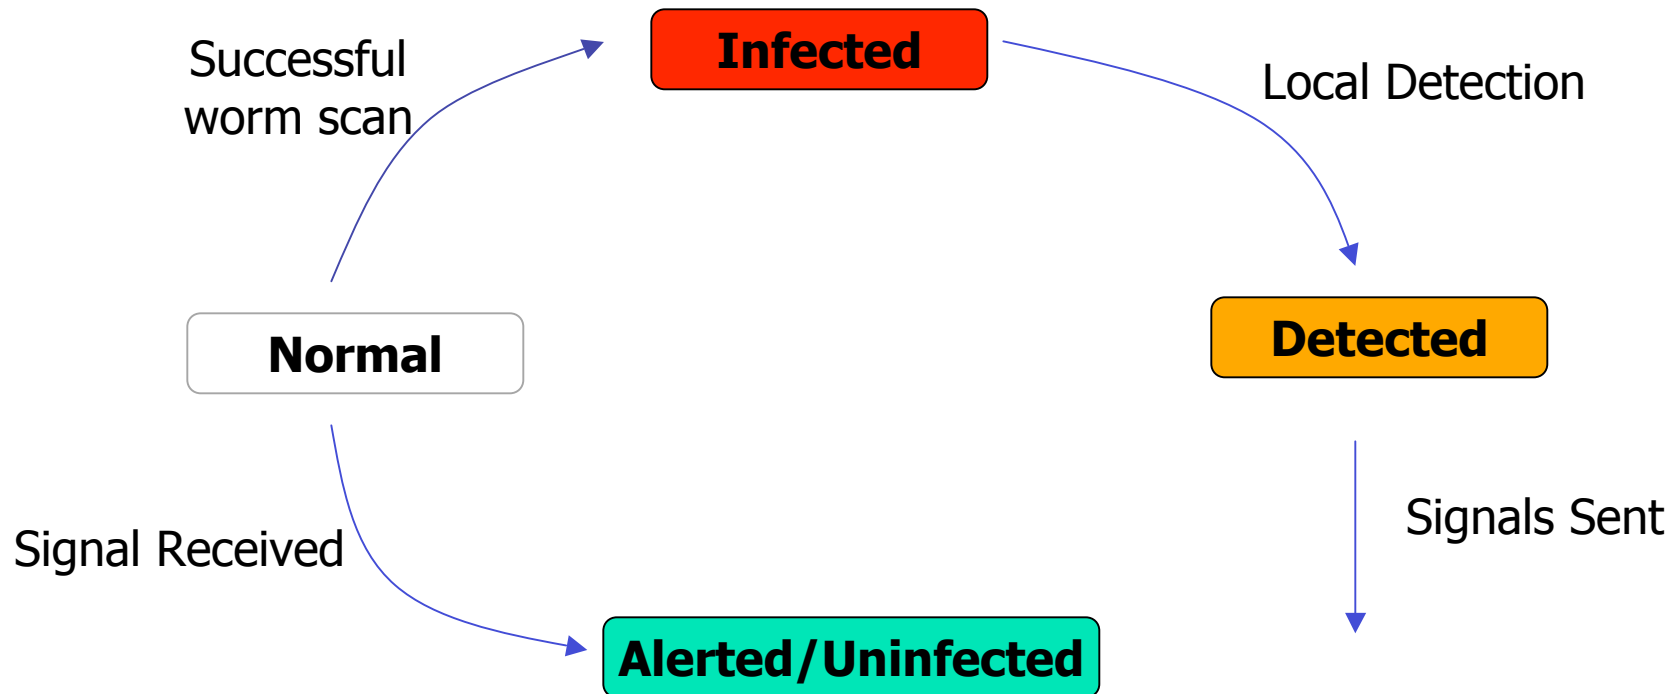 Successful
worm scan
Infected
Local Detection
Normal
Detected
Signal Received
Signals Sent
Alerted/Uninfected